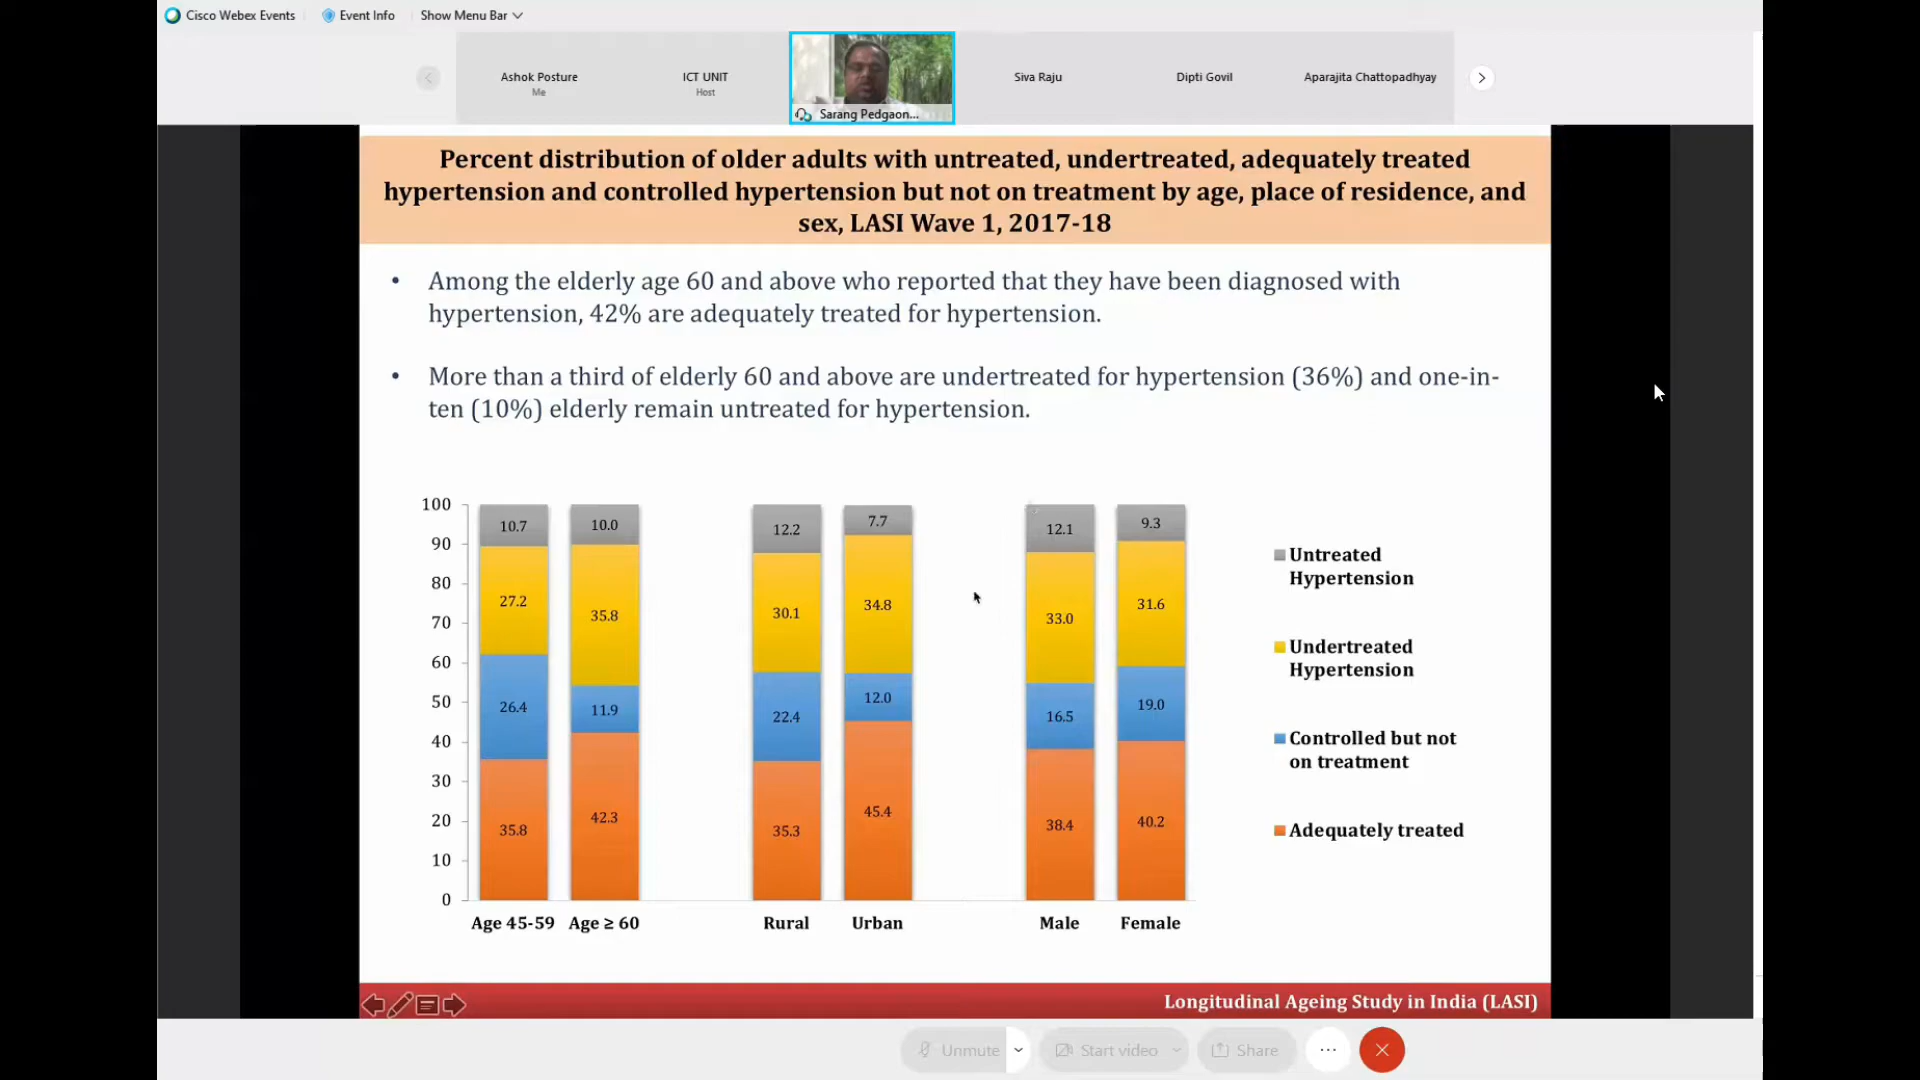 Cisco Webex Events Event Info Show Menu Bar
Ashok Posture
Me
ICT UNIT
Host
Sarang Pedgaon...
Siva Raju
Dipti Govil
Aparajita Chattopadhyay
Percent distribution of older adults with untreated, undertreated, adequately treated
hypertension and controlled hypertension but not on treatment by age, place of residence, and
sex, LASI Wave 1, 2017-18
• Among the elderly age 60 and above who reported that they have been diagnosed with
hypertension, 42% are adequately treated for hypertension.
• More than a third of elderly 60 and above are undertreated for hypertension (36%) and one-in-
ten (10%) elderly remain untreated for hypertension.
100
90
80
70
60
50
40
30
20
10
0
10.7
27.2
26.4
35.8
10.0
35.8
11.9
42.3
12.2
30.1
22.4
35.3
7.7
34.8
12.0
45.4
12.1
33.0
16.5
38.4
9.3
31.6
19.0
40.2
Age 45-59 Age ≥ 60 Rural Urban Male Female
Untreated
Hypertension
Undertreated
Hypertension
Controlled but not
on treatment
Adequately treated
Longitudinal Ageing Study in India (LASI)
Unmute Start video Share